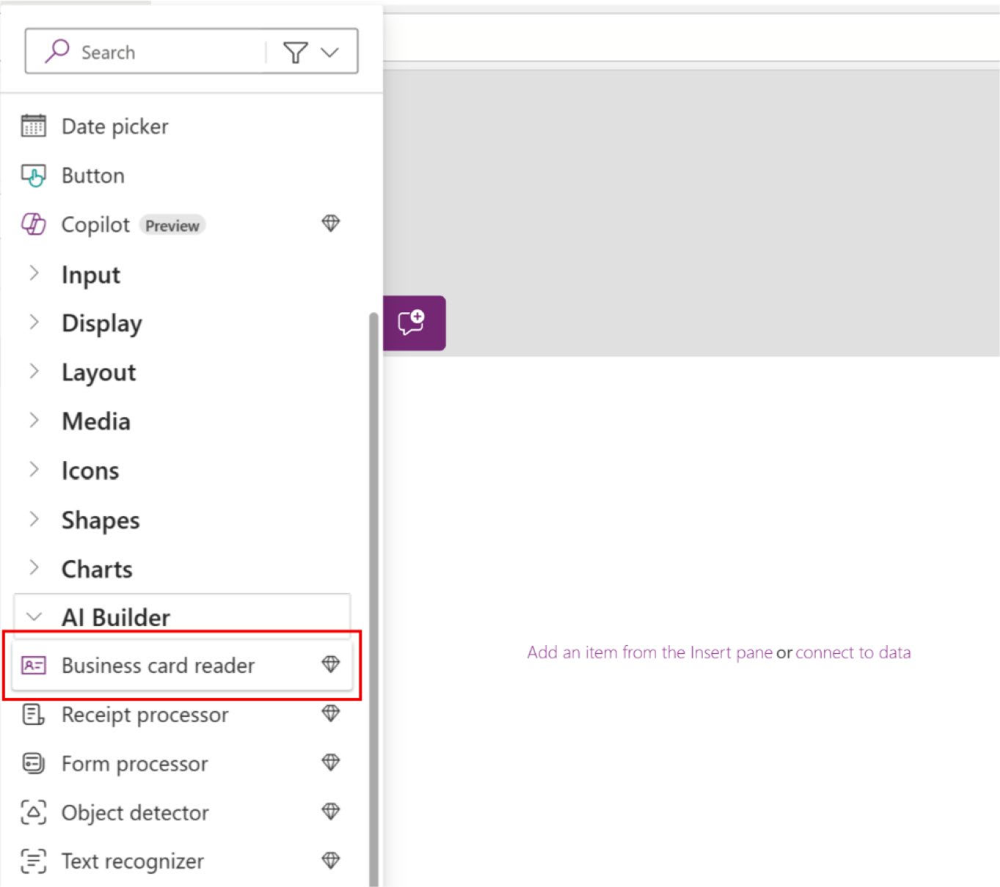 Search
Date picker
Button
Copilot Preview
Input
Display
Layout
Media
Icons
Shapes
Charts
AI Builder
Business card reader
Receipt processor
Form processor
Object detector
Text recognizer
Add an item from the Insert pane or connect to data